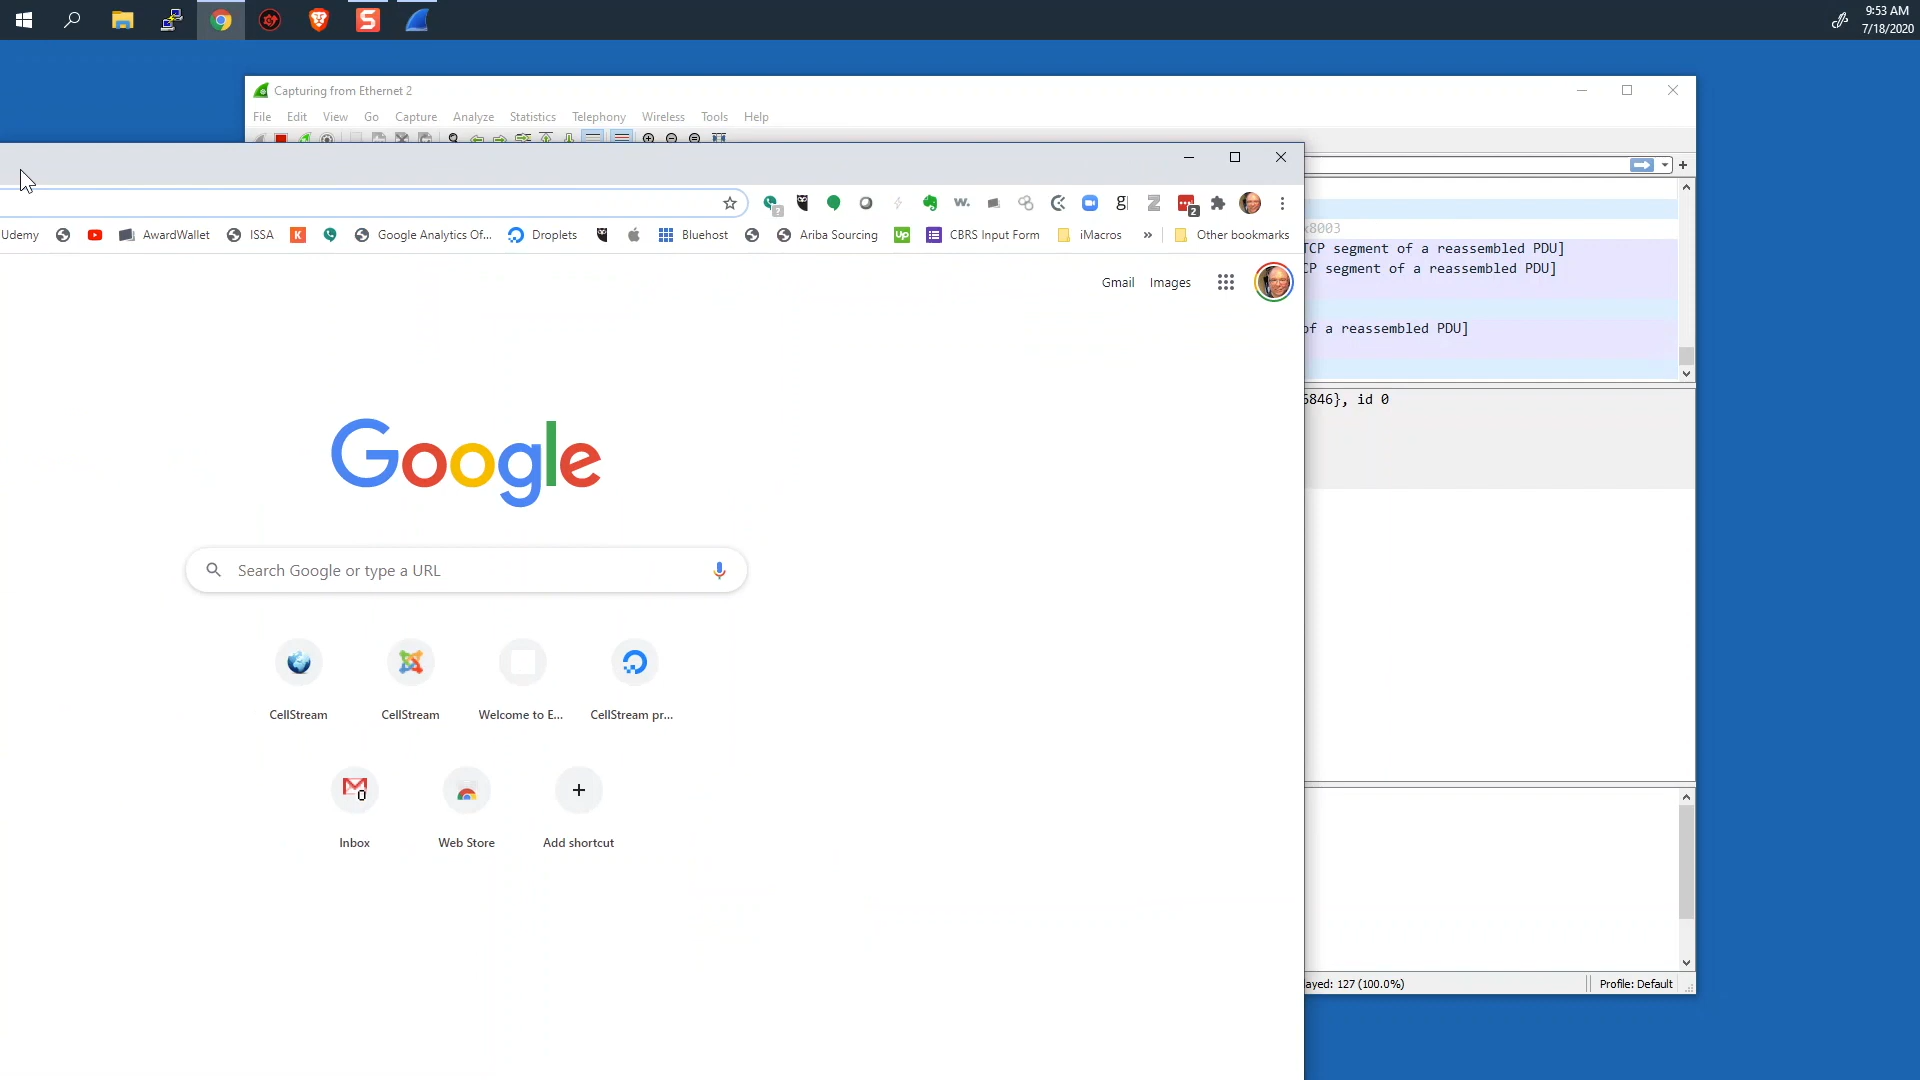 9:53 AM
7/18/2020
Capturing from Ethernet 2
File Edit View Go Capture Analyze Statistics Telephony Wireless Tools Help
Udemy AwardWallet ISSA Google Analytics Of... Droplets Bluehost Ariba Sourcing CBRS Input Form iMacros » Other bookmarks
8003
TCP segment of a reassembled PDU]
CP segment of a reassembled PDU]
of a reassembled PDU]
Gmail Images
6846}, id 0
Google
Search Google or type a URL
CellStream CellStream Welcome to E... CellStream pr...
Inbox Web Store Add shortcut
layed: 127 (100.0%) Profile: Default